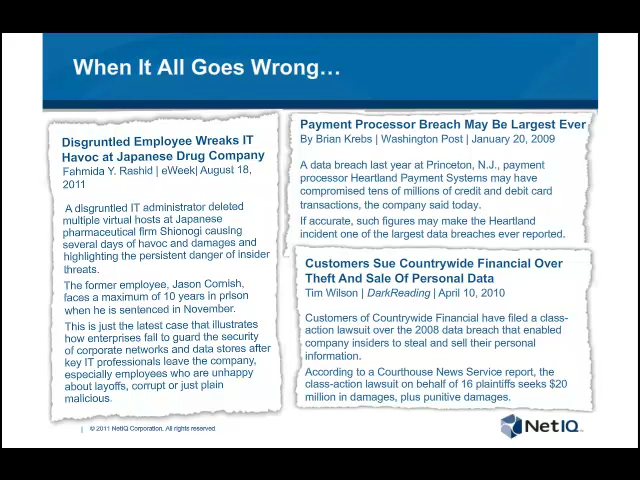 When It All Goes Wrong…
Disgruntled Employee Wreaks IT
Havoc at Japanese Drug Company
Fahmida Y. Rashid | eWeek| August 18,
2011
A disgruntled IT administrator deleted
multiple virtual hosts at Japanese
pharmaceutical firm Shionogi causing
several days of havoc and damages and
highlighting the persistent danger of insider
threats.
The former employee, Jason Cornish,
faces a maximum of 10 years in prison
when he is sentenced in November.
This is just the latest case that illustrates
how enterprises fail to guard the security
of corporate networks and data stores after
key IT professionals leave the company,
especially employees who are unhappy
about layoffs, corrupt or just plain
malicious.
Payment Processor Breach May Be Largest Ever
By Brian Krebs | Washington Post | January 20, 2009
A data breach last year at Princeton, N.J., payment
processor Heartland Payment Systems may have
compromised tens of millions of credit and debit card
transactions, the company said today.
If accurate, such figures may make the Heartland
incident one of the largest data breaches ever reported.
Customers Sue Countrywide Financial Over
Theft And Sale Of Personal Data
Tim Wilson | DarkReading | April 10, 2010
Customers of Countrywide Financial have filed a class-
action lawsuit over the 2008 data breach that enabled
company insiders to steal and sell their personal
information.
According to a Courthouse News Service report, the
class-action lawsuit on behalf of 16 plaintiffs seeks $20
million in damages, plus punitive damages.
© 2011 NetIQ Corporation. All rights reserved.
NetIQ